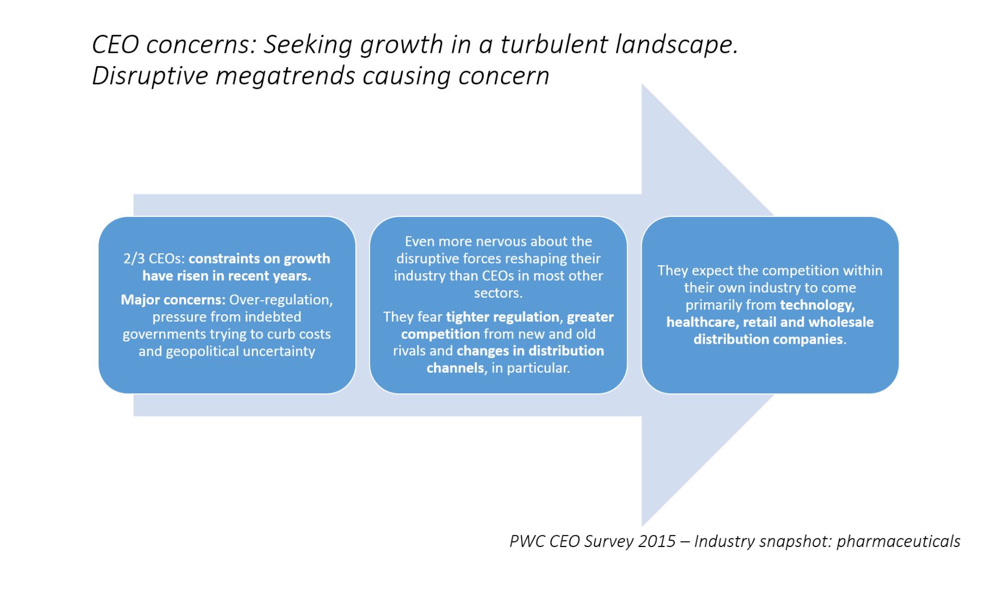 CEO concerns: Seeking growth in a turbulent landscape.
Disruptive megatrends causing concern
2/3 CEOs: constraints on growth
have risen in recent years.
Major concerns: Over-regulation,
pressure from indebted
governments trying to curb costs
and geopolitical uncertainty
Even more nervous about the
disruptive forces reshaping their
industry than CEOs in most other
sectors.
They fear tighter regulation, greater
competition from new and old
rivals and changes in distribution
channels, in particular.
They expect the competition within
their own industry to come
primarily from technology,
healthcare, retail and wholesale
distribution companies.
PWC CEO Survey 2015 – Industry snapshot: pharmaceuticals